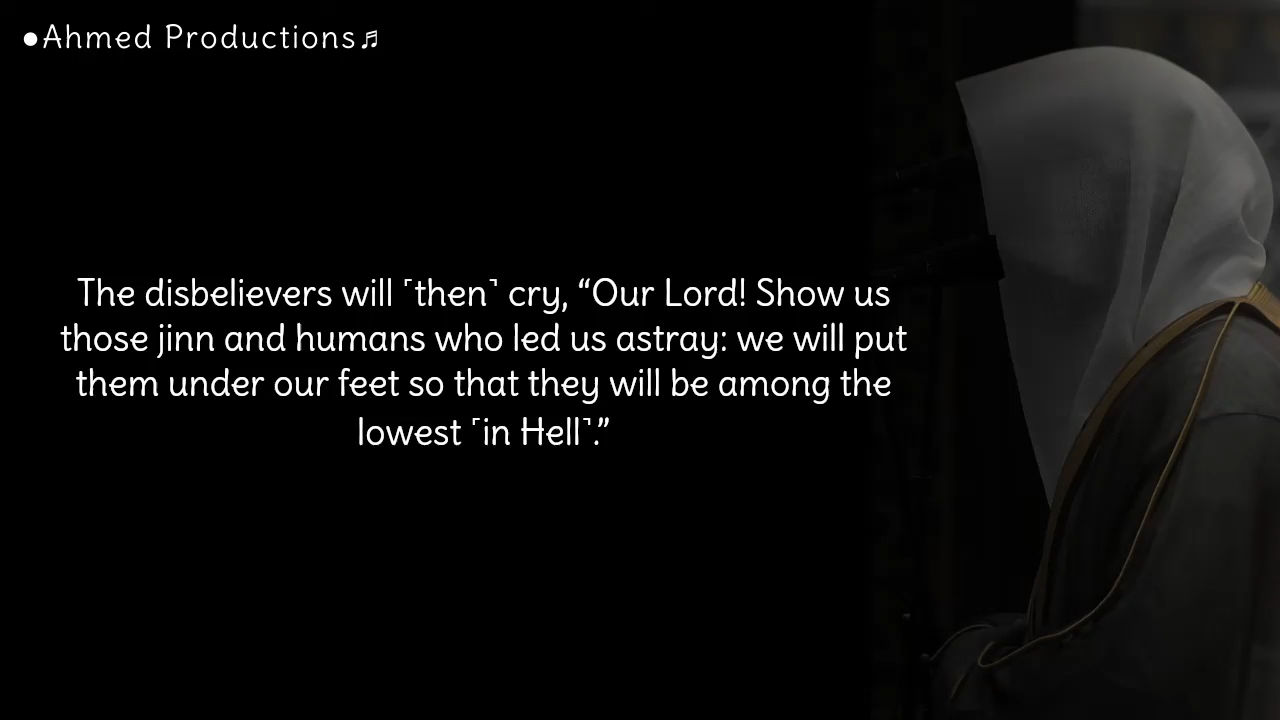 ●Ahmed Productions♬
The disbelievers will ˹then˺ cry, “Our Lord! Show us
those jinn and humans who led us astray: we will put
them under our feet so that they will be among the
lowest ˹in Hell˺.”